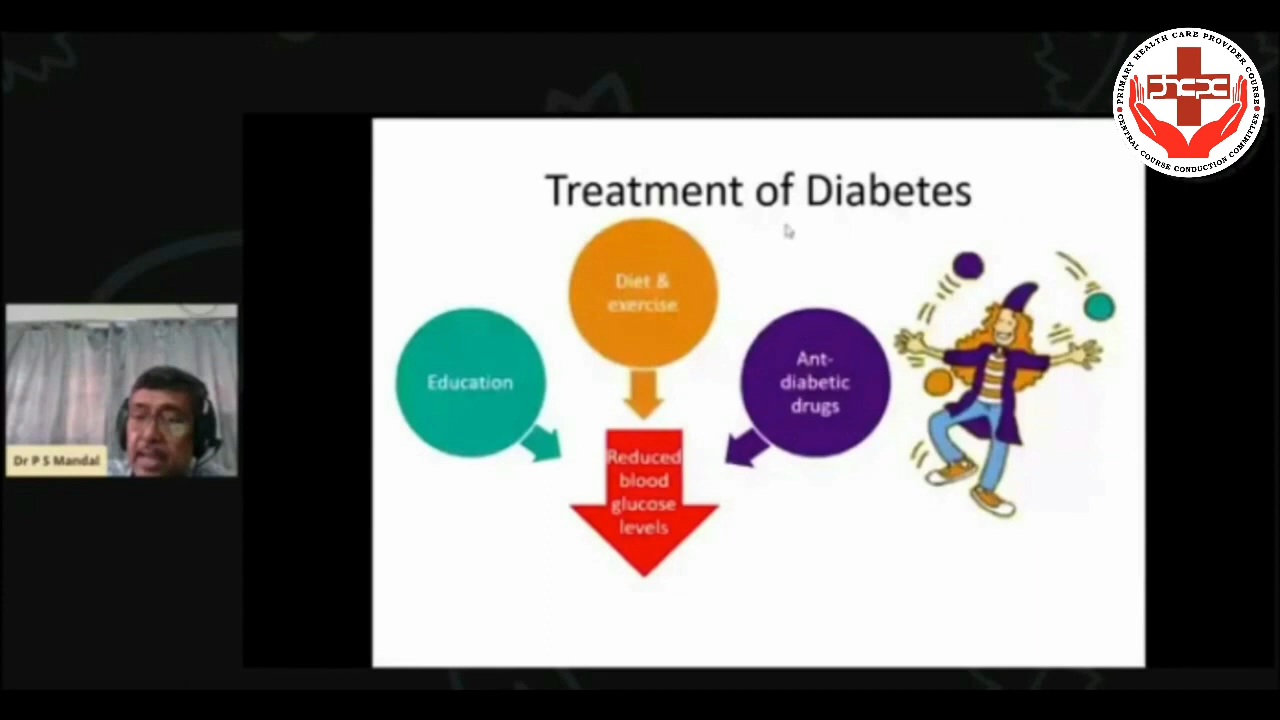 PRIMARY HEALTH CARE PROVIDER COURSE
phcpc
CENTRAL COURSE CONDUCTION COMMITTEE
Treatment of Diabetes
Diet &
exercise
Education
Ant-
diabetic
drugs
Reduced
blood
glucose
levels
Dr P S Mandal